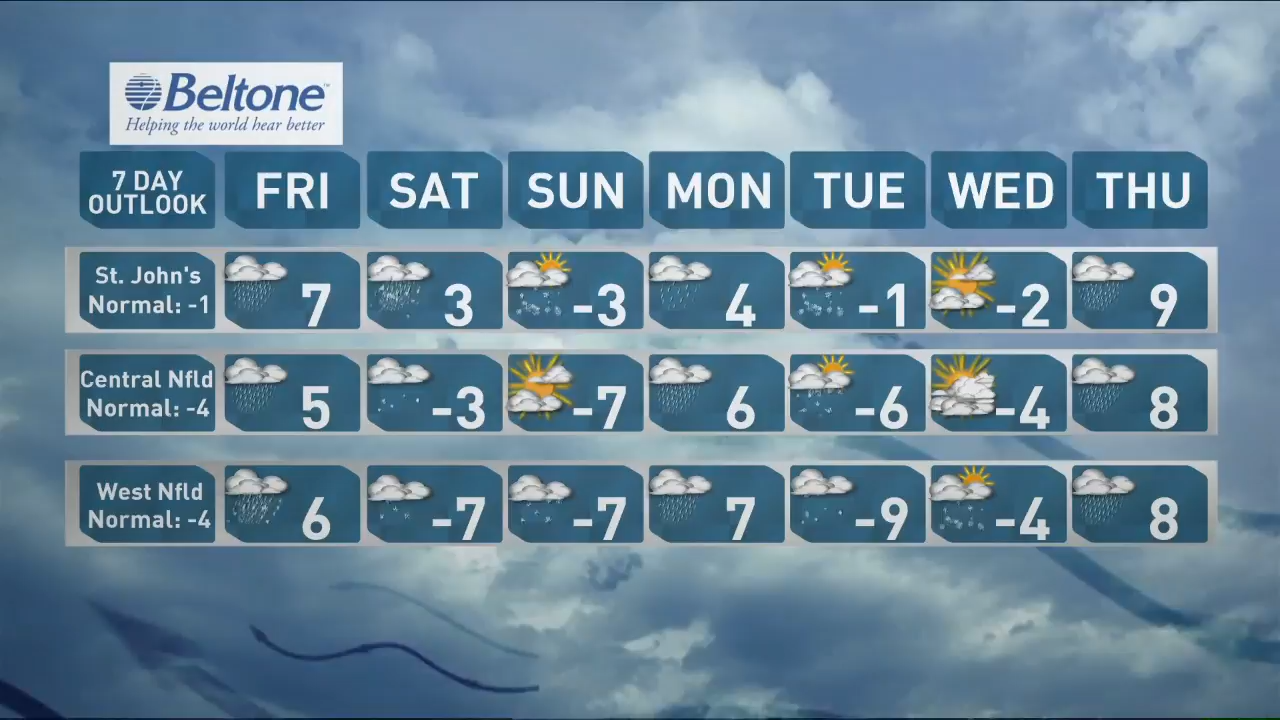 Beltone™
Helping the world hear better
7 DAY
OUTLOOK
FRI
SAT
SUN
MON
TUE
WED
THU
St. John's
Normal: -1
7
3
-3
4
-1
-2
9
Central Nfld
Normal: -4
5
-3
-7
6
-6
-4
8
West Nfld
Normal: -4
6
-7
-7
7
-9
-4
8